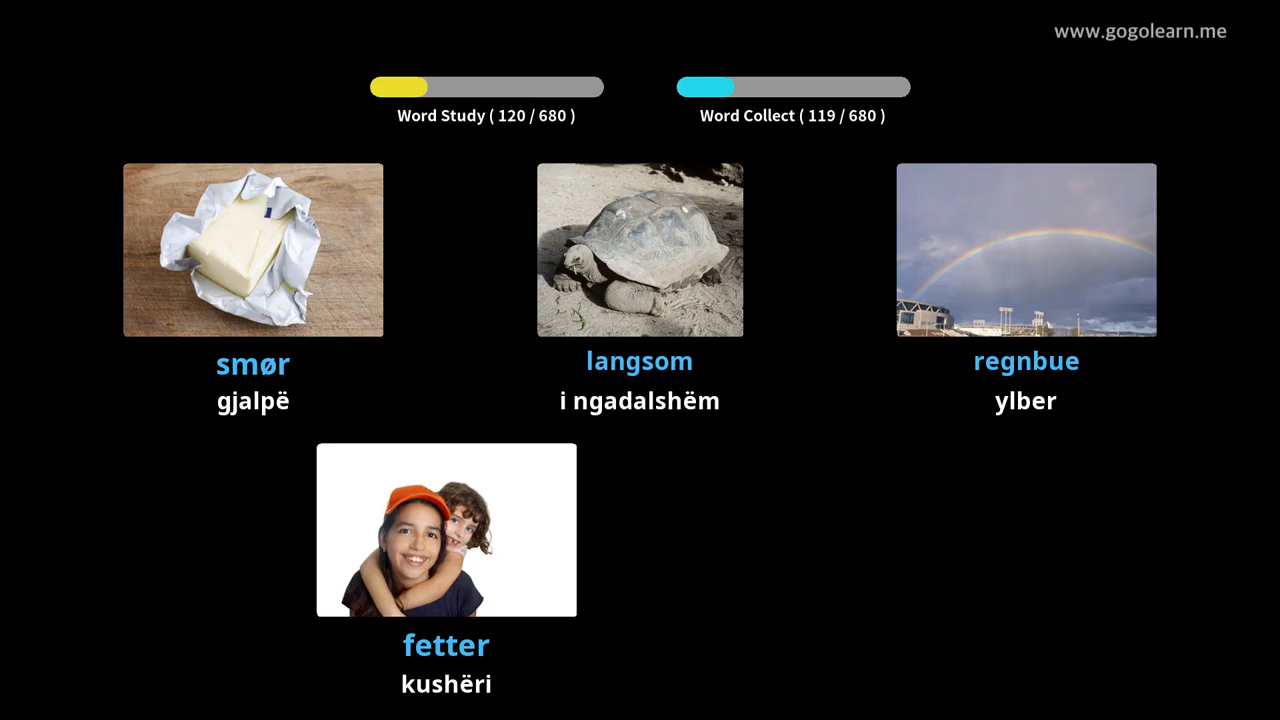 www.gogolearn.me
Word Study ( 120 / 680 )
Word Collect ( 119 / 680 )
smør
gjalpë
langsom
i ngadalshëm
regnbue
ylber
fetter
kushëri